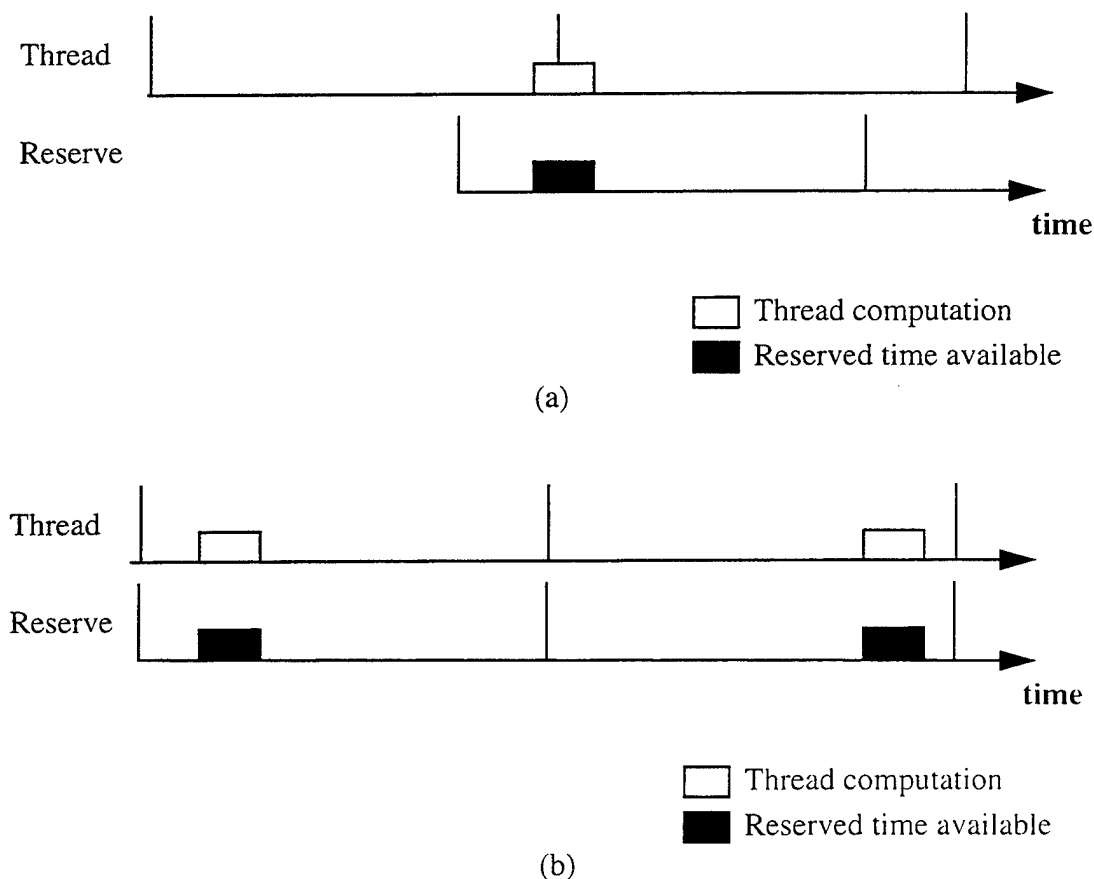 Thread
Reserve
time
Thread computation
Reserved time available
(a)
Thread
Reserve
time
Thread computation
Reserved time available
(b)